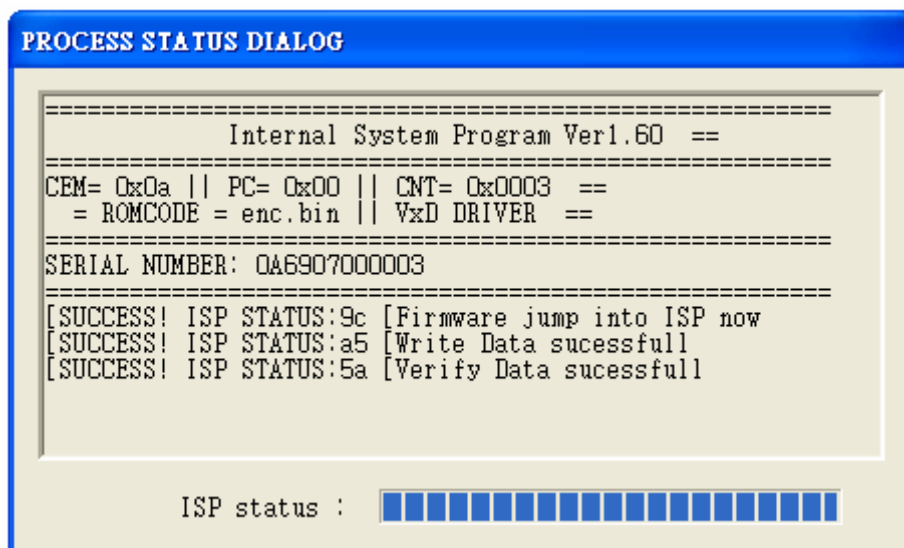 PROCESS STATUS DIALOG
========================================================
Internal System Program Ver1.60 ==
========================================================
CEM= 0x0a || PC= 0x00 || CNT= 0x0003 ==
= ROMCODE = enc.bin || VxD DRIVER ==
========================================================
SERIAL NUMBER: 0A6907000003
========================================================
[SUCCESS! ISP STATUS:9c [Firmware jump into ISP now
[SUCCESS! ISP STATUS:a5 [Write Data sucessfull
[SUCCESS! ISP STATUS:5a [Verify Data sucessfull
ISP status :